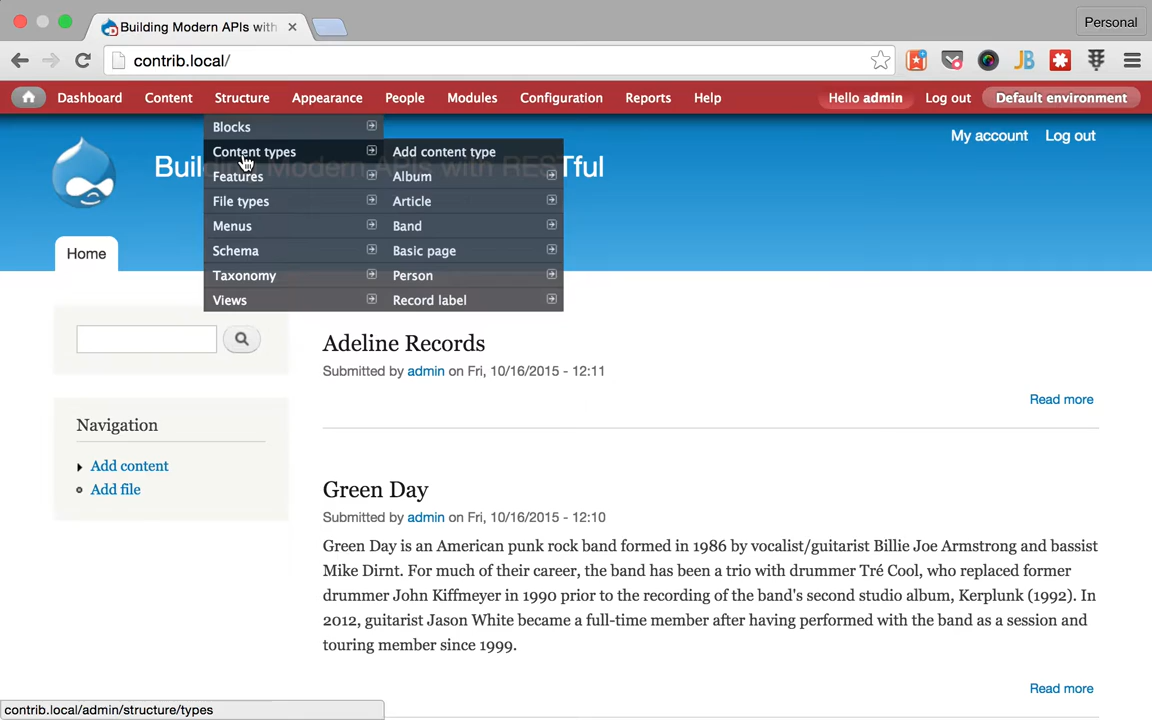 Building Modern APIs with
Personal
contrib.local/
JB
Dashboard Content Structure Appearance People Modules Configuration Reports Help Hello admin Log out Default environment
My account Log out
Building Modern APIs with RESTful
Blocks
Content types
Features
File types
Menus
Schema
Taxonomy
Views
Add content type
Album
Article
Band
Basic page
Person
Record label
Home
Navigation
Add content
Add file
Adeline Records
Submitted by admin on Fri, 10/16/2015 - 12:11
Read more
Green Day
Submitted by admin on Fri, 10/16/2015 - 12:10
Green Day is an American punk rock band formed in 1986 by vocalist/guitarist Billie Joe Armstrong and bassist
Mike Dirnt. For much of their career, the band has been a trio with drummer Tré Cool, who replaced former
drummer John Kiffmeyer in 1990 prior to the recording of the band's second studio album, Kerplunk (1992). In
2012, guitarist Jason White became a full-time member after having performed with the band as a session and
touring member since 1999.
Read more
contrib.local/admin/structure/types